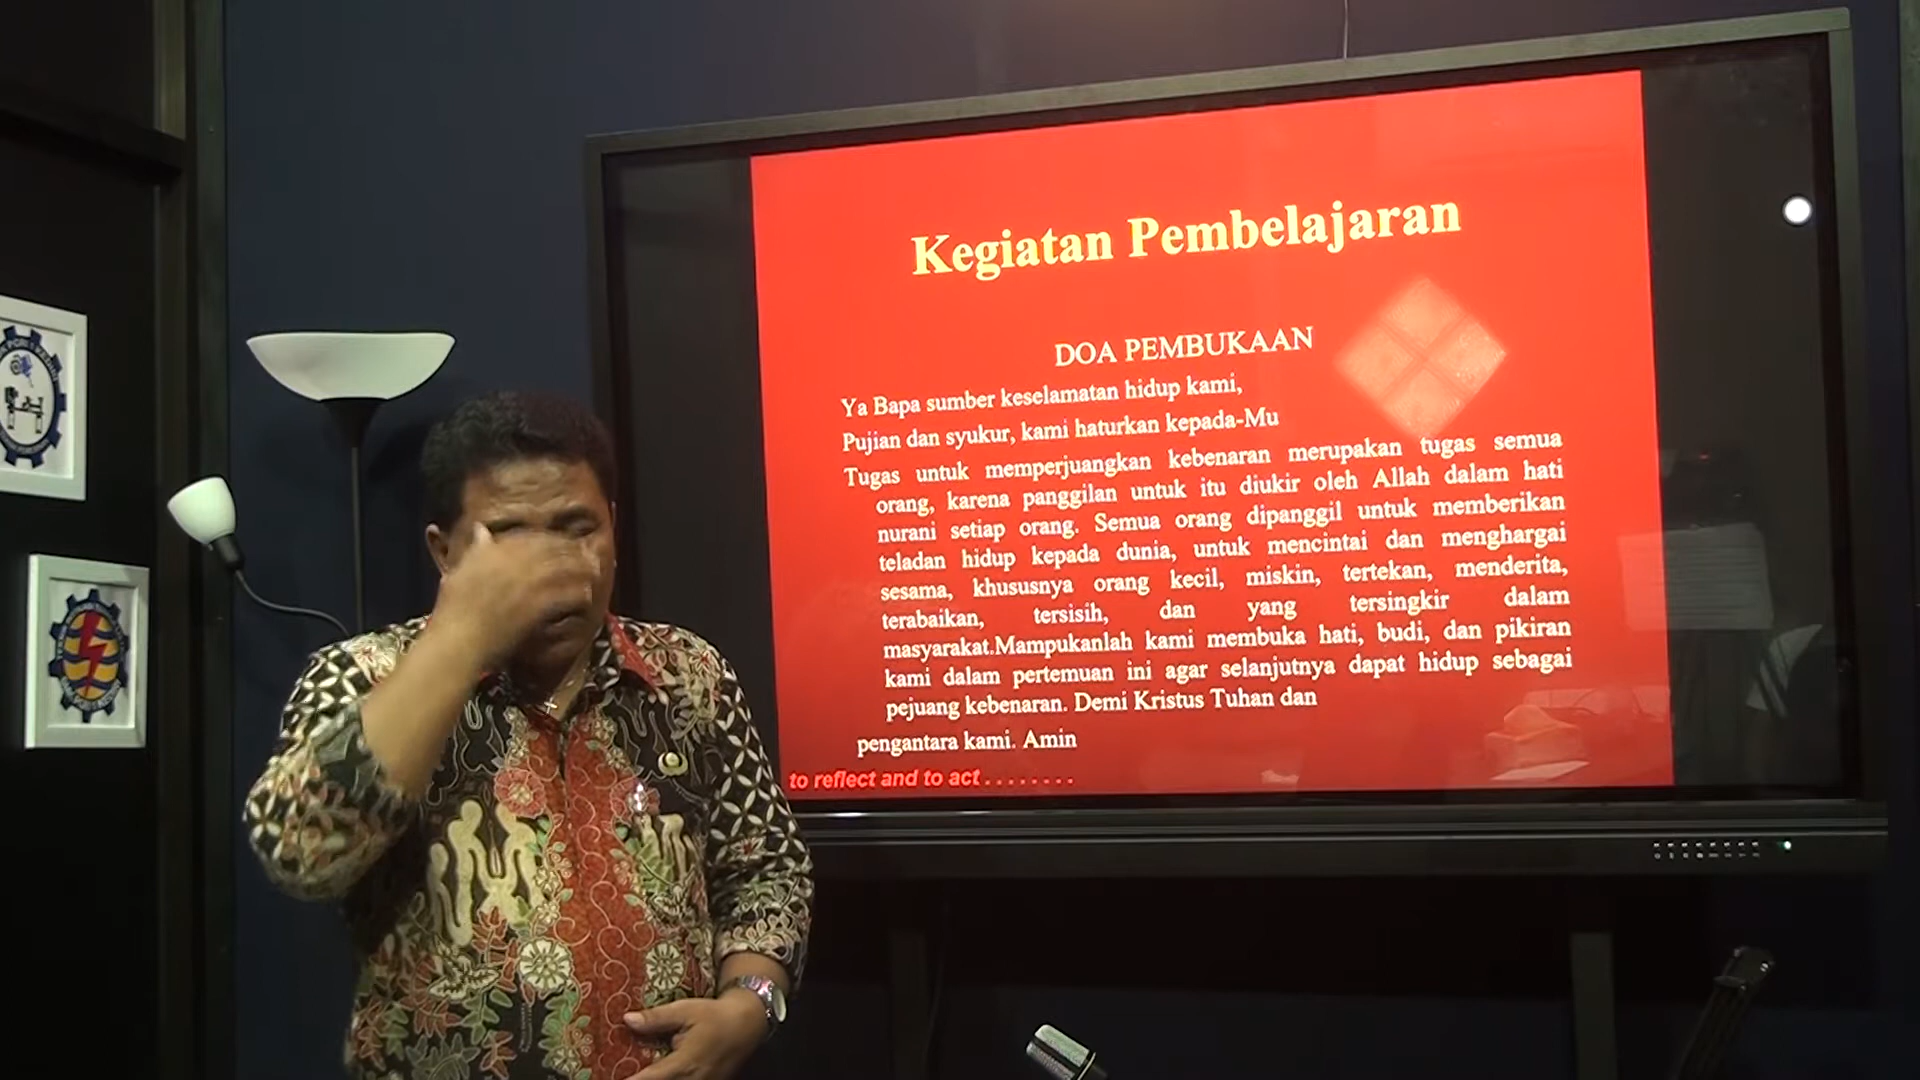 Kegiatan Pembelajaran
DOA PEMBUKAAN
Ya Bapa sumber keselamatan hidup kami,
Pujian dan syukur, kami haturkan kepada-Mu
Tugas untuk memperjuangkan kebenaran merupakan tugas semua
orang, karena panggilan untuk itu diukir oleh Allah dalam hati
nurani setiap orang. Semua orang dipanggil untuk memberikan
teladan hidup kepada dunia, untuk mencintai dan menghargai
sesama, khususnya orang kecil, miskin, tertekan, menderita,
terabaikan, tersisih, dan yang tersingkir dalam
masyarakat.Mampukanlah kami membuka hati, budi, dan pikiran
kami dalam pertemuan ini agar selanjutnya dapat hidup sebagai
pejuang kebenaran. Demi Kristus Tuhan dan
pengantara kami. Amin
to reflect and to act . . . . . . . .